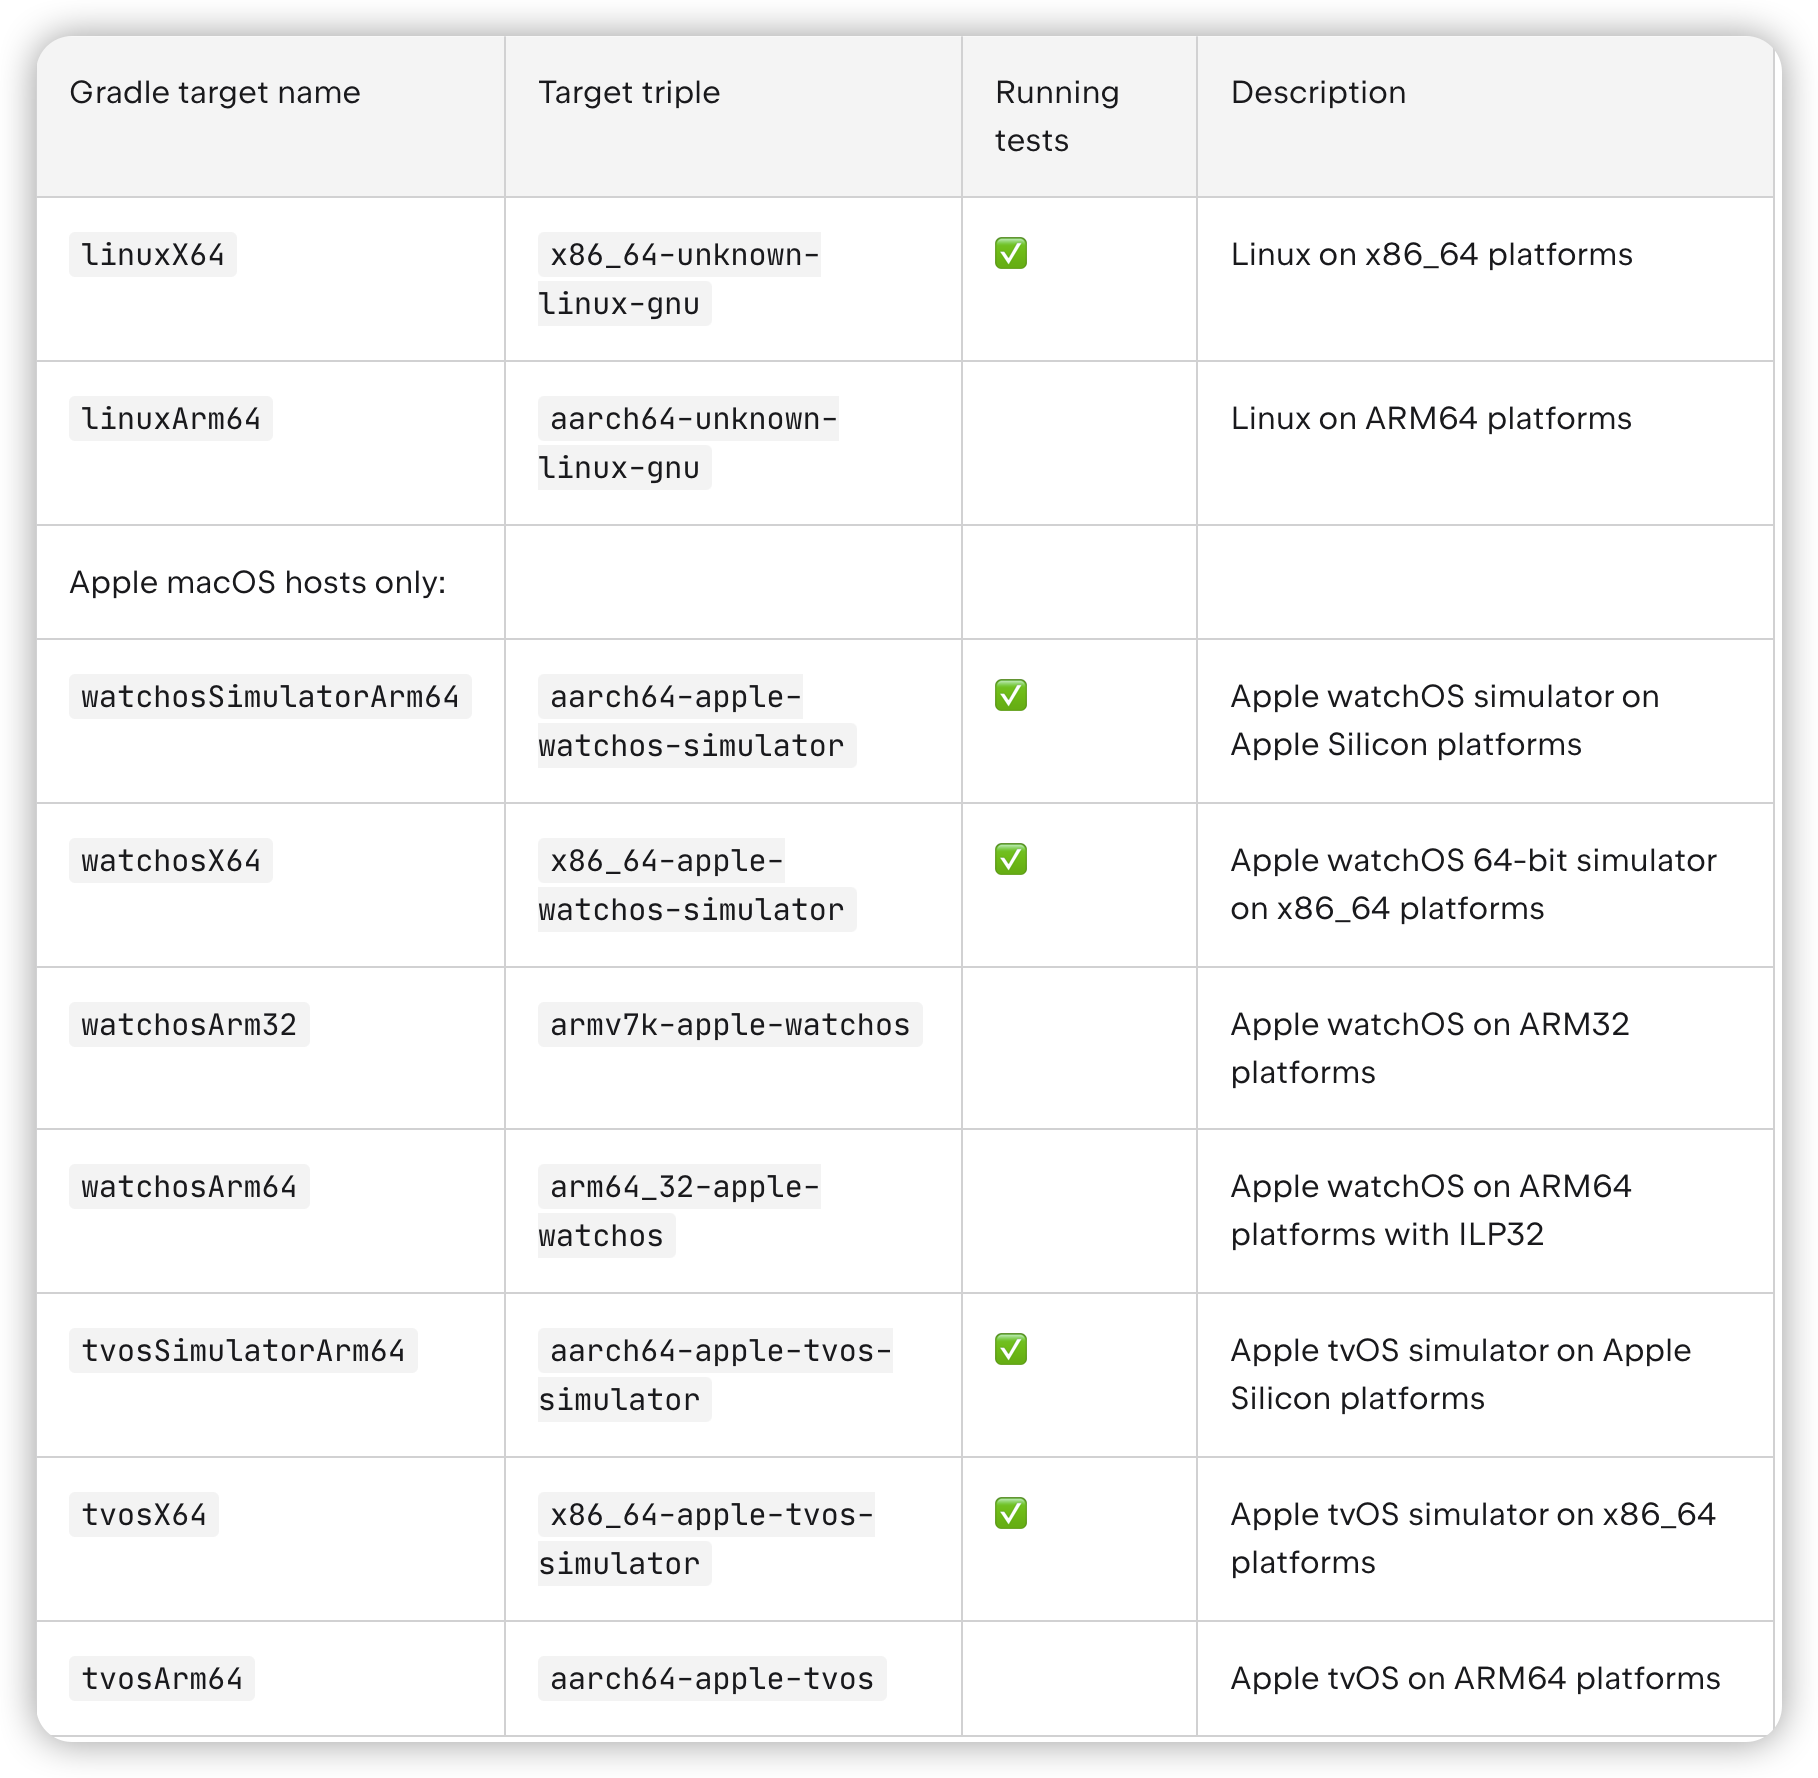 Gradle target name
Target triple
Running
tests
Description
linuxX64
x86_64-unknown-
linux-gnu
✅
Linux on x86_64 platforms
linuxArm64
aarch64-unknown-
linux-gnu
Linux on ARM64 platforms
Apple macOS hosts only:
watchosSimulatorArm64
aarch64-apple-
watchos-simulator
✅
Apple watchOS simulator on
Apple Silicon platforms
watchosX64
x86_64-apple-
watchos-simulator
✅
Apple watchOS 64-bit simulator
on x86_64 platforms
watchosArm32
armv7k-apple-watchos
Apple watchOS on ARM32
platforms
watchosArm64
arm64_32-apple-
watchos
Apple watchOS on ARM64
platforms with ILP32
tvosSimulatorArm64
aarch64-apple-tvos-
simulator
✅
Apple tvOS simulator on Apple
Silicon platforms
tvosX64
x86_64-apple-tvos-
simulator
✅
Apple tvOS simulator on x86_64
platforms
tvosArm64
aarch64-apple-tvos
Apple tvOS on ARM64 platforms